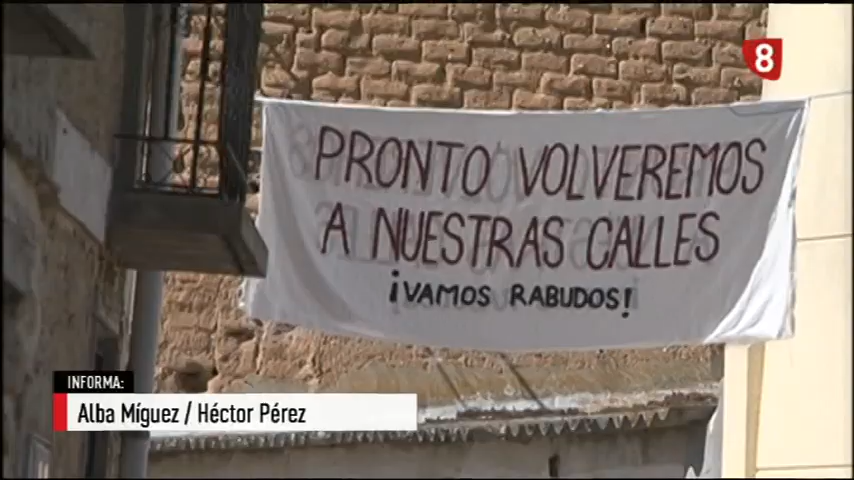 8
PRONTO VOLVEREMOS
A NUESTRAS CALLES
¡VAMOS RABUDOS!
INFORMA:
Alba Míguez / Héctor Pérez